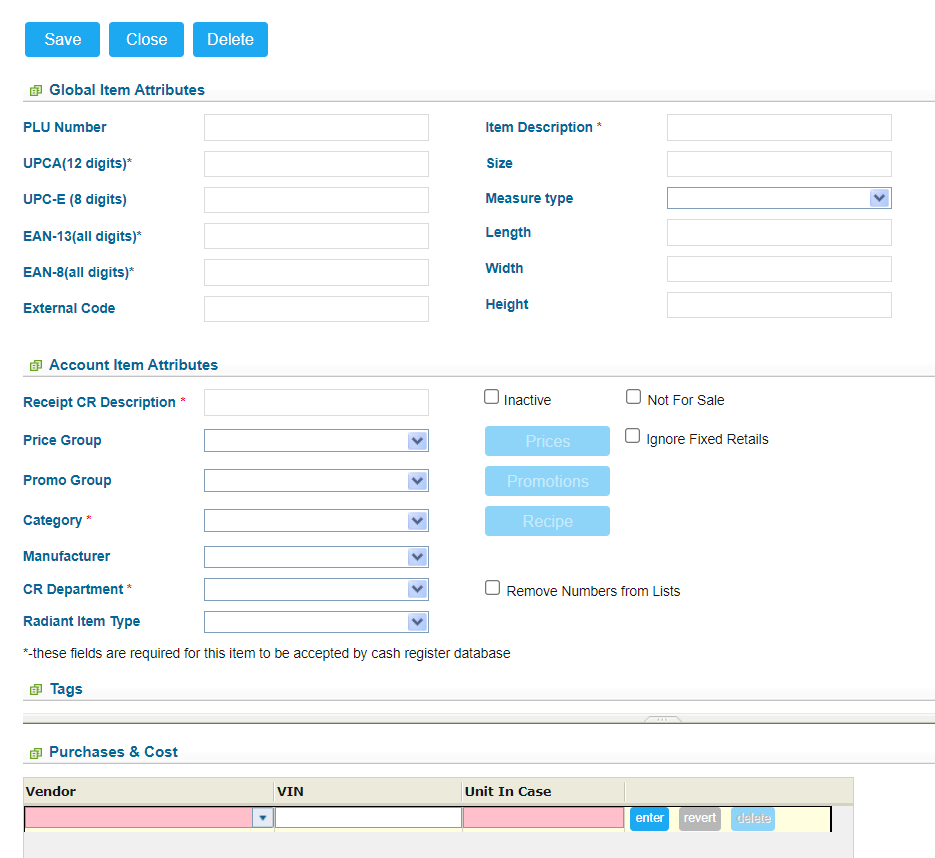 Save Close Delete
Global Item Attributes
PLU Number
Item Description *
UPCA(12 digits)*
Size
UPC-E (8 digits)
Measure type
EAN-13(all digits)*
Length
EAN-8(all digits)*
Width
External Code
Height
Account Item Attributes
Receipt CR Description *
Inactive
Not For Sale
Price Group
Prices
Ignore Fixed Retails
Promo Group
Promotions
Category *
Recipe
Manufacturer
CR Department *
Remove Numbers from Lists
Radiant Item Type
*-these fields are required for this item to be accepted by cash register database
Tags
Purchases & Cost
Vendor VIN Unit In Case
enter revert delete